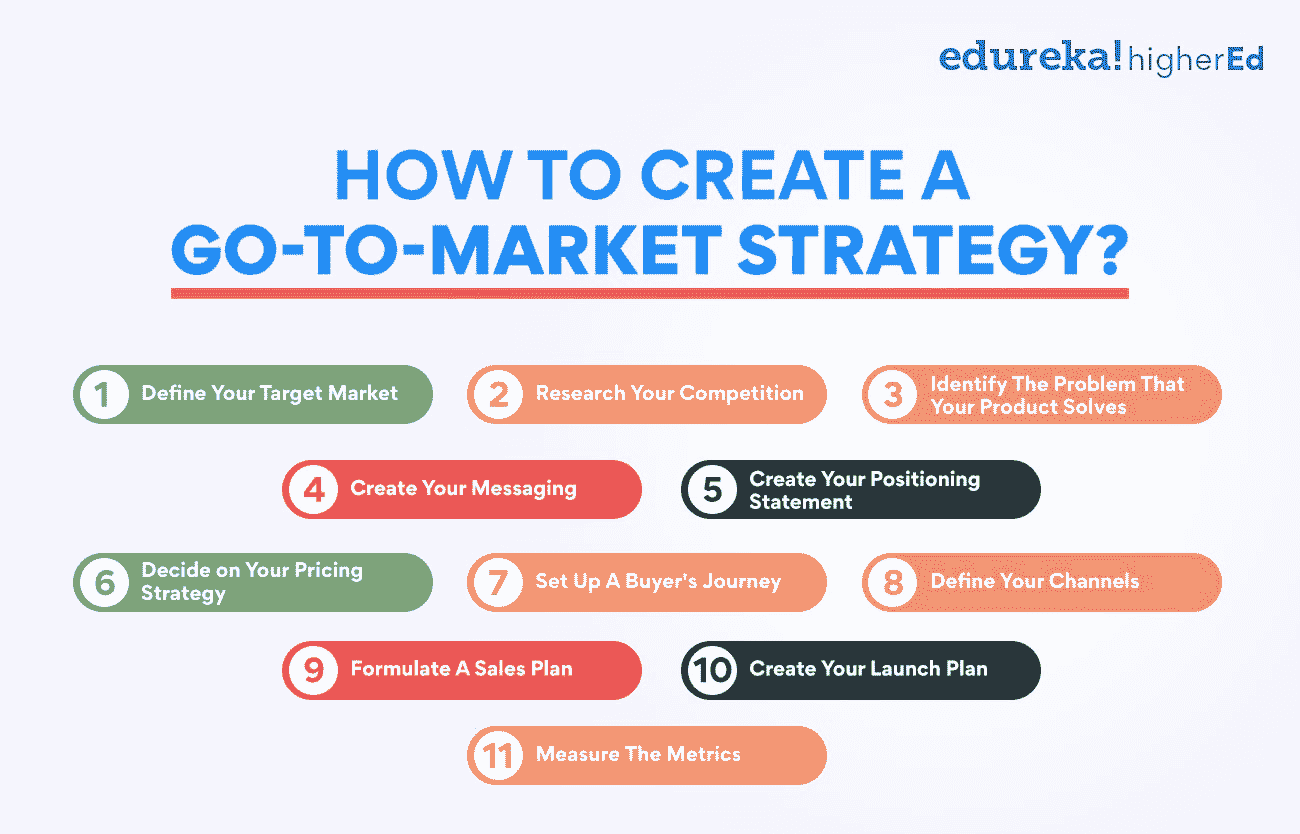 edureka! higherEd
HOW TO CREATE A
GO-TO-MARKET STRATEGY?
1 Define Your Target Market
2 Research Your Competition
3 Identify The Problem That
Your Product Solves
4 Create Your Messaging
5 Create Your Positioning
Statement
6 Decide on Your Pricing
Strategy
7 Set Up A Buyer's Journey
8 Define Your Channels
9 Formulate A Sales Plan
10 Create Your Launch Plan
11 Measure The Metrics